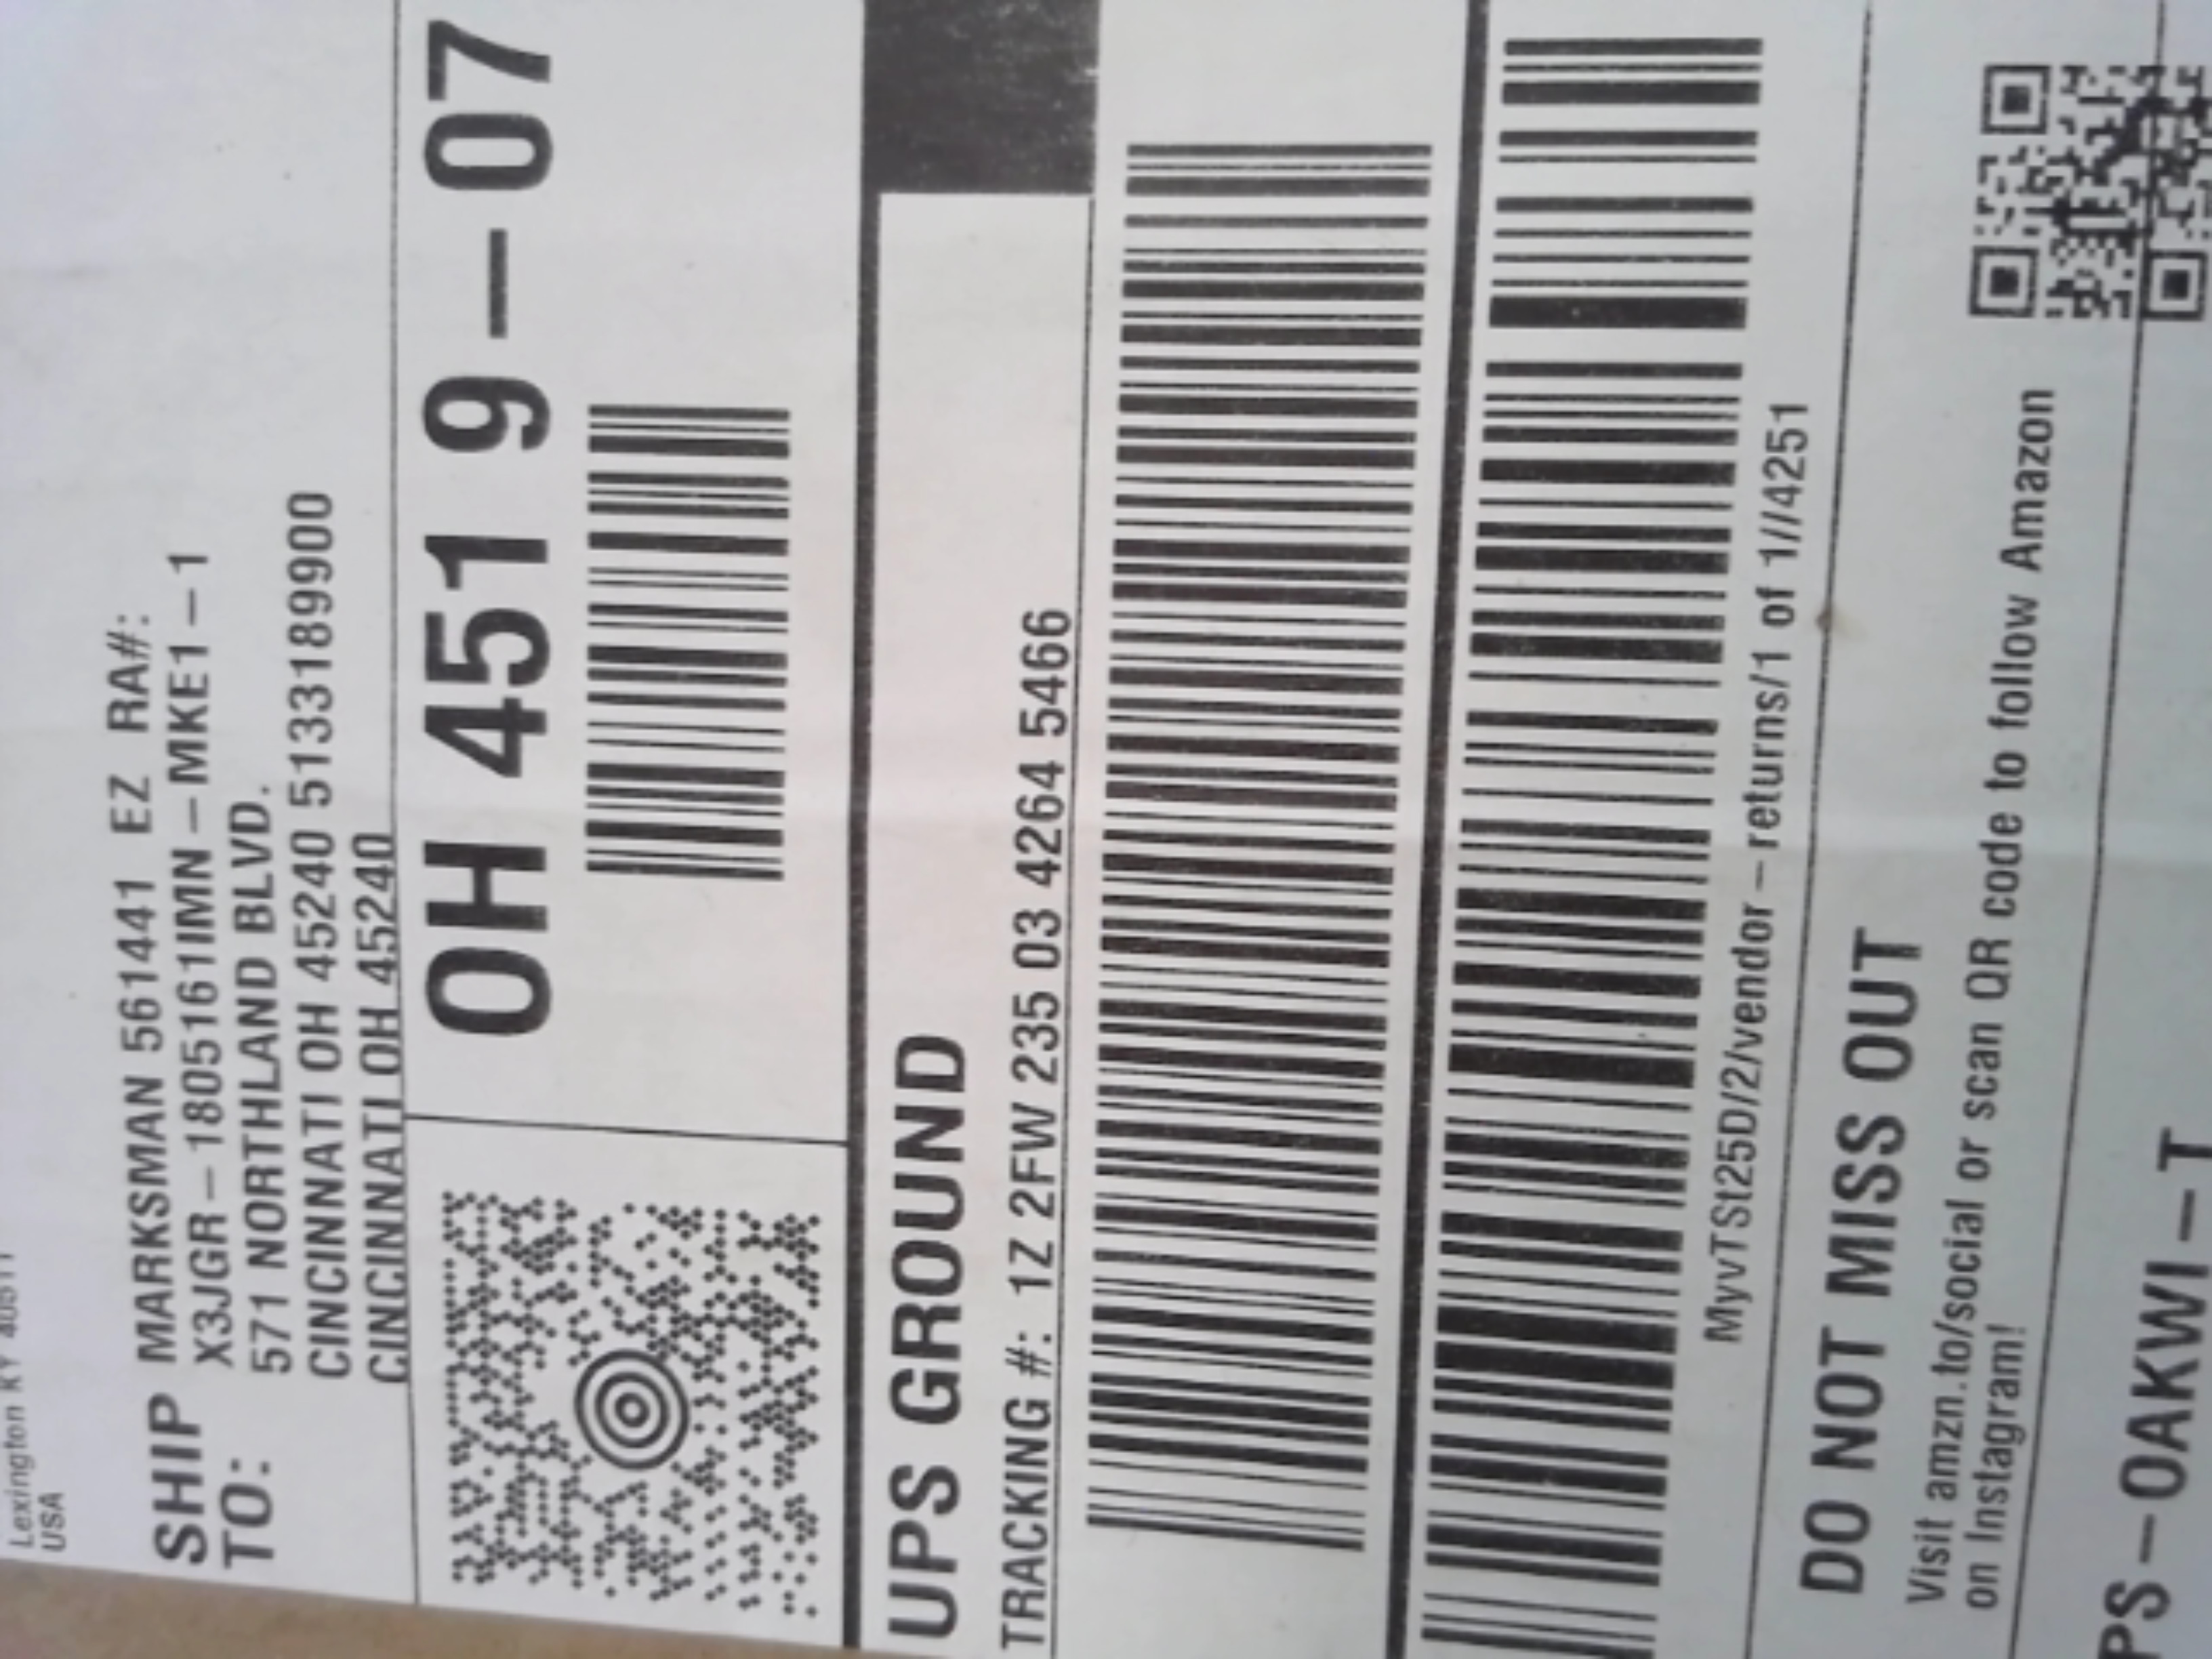 Lexington KY
USA
SHIP TO:
MARKSMAN 561441 EZ RA#:
X3JGR-1805161IMN-MKE1-1
571 NORTHLAND BLVD.
CINCINNATI OH 45240 5133189900
CINCINNATI OH 45240
OH 451 9-07
UPS GROUND
TRACKING #: 1Z 2FW 235 03 4264 5466
MyvTSt25D/2/vendor-returns/1 of 1//4251
DO NOT MISS OUT
Visit amzn.to/social or scan QR code to follow Amazon
on Instagram!
PS-OAKWI-T